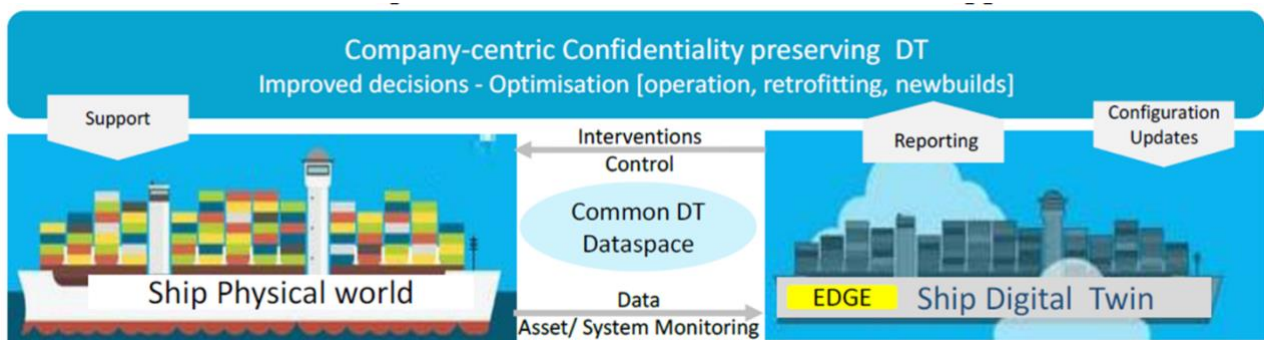 Company-centric Confidentiality preserving DT
Improved decisions - Optimisation [operation, retrofitting, newbuilds]
Support
Interventions
Control
Reporting
Configuration
Updates
Common DT
Dataspace
Ship Physical world
Data
Asset/ System Monitoring
EDGE
Ship Digital Twin